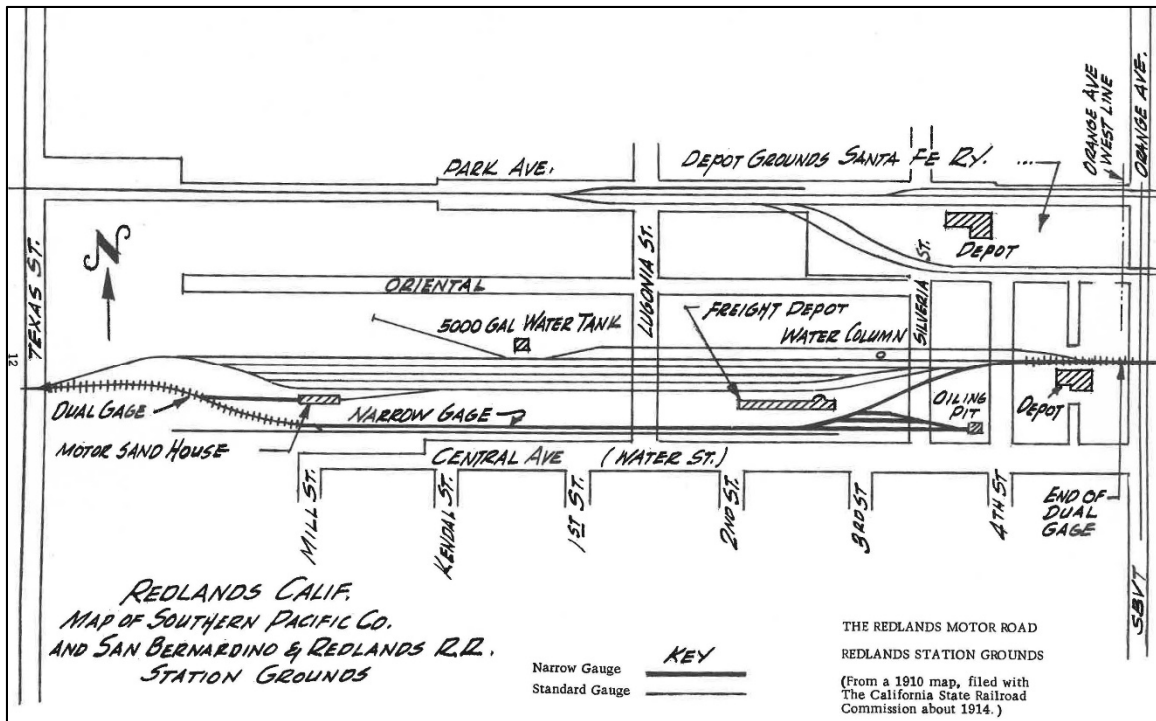 PARK AVE.
DEPOT GROUNDS SANTA FE RY. ....
ORANGE AVE
WEST LINE
ORANGE AVE.
TEXAS ST.
N
ORIENTAL
LUGONIA ST.
SILVERIA ST.
DEPOT
5000 GAL WATER TANK
FREIGHT DEPOT
WATER COLUMN
12
DUAL GAGE
NARROW GAGE
OILING
PIT
DEPOT
MOTOR SAND HOUSE
CENTRAL AVE (WATER ST.)
MILL ST.
KENDAL ST.
1ST ST.
2ND ST.
3RD ST
4TH ST
END OF
DUAL
GAGE
SBVT
REDLANDS CALIF.
MAP OF SOUTHERN PACIFIC CO.
AND SAN BERNARDINO & REDLANDS R.R.
STATION GROUNDS
KEY
Narrow Gauge
Standard Gauge
THE REDLANDS MOTOR ROAD
REDLANDS STATION GROUNDS
(From a 1910 map, filed with
The California State Railroad
Commission about 1914.)